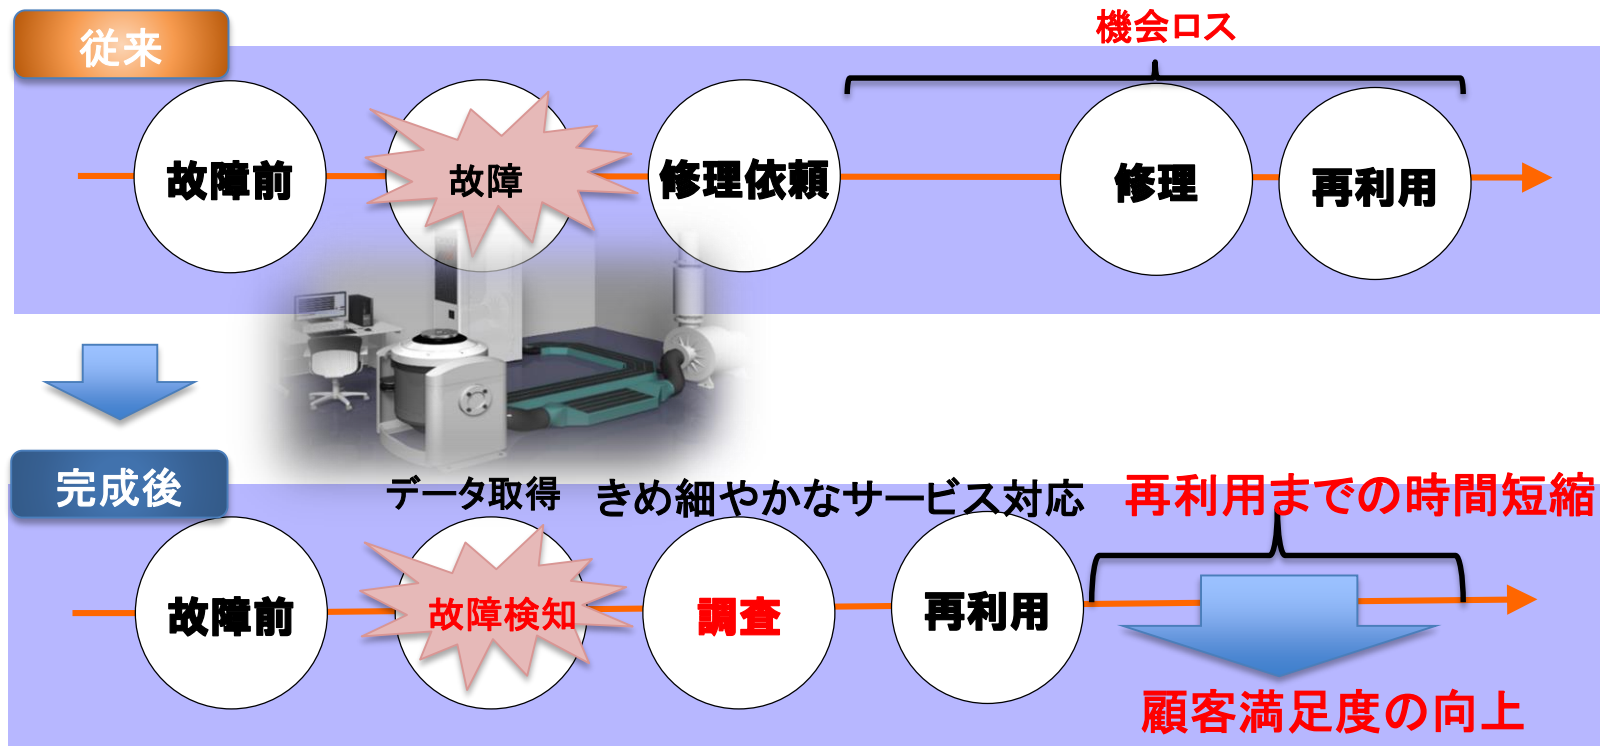 従来
機会ロス
故障前
故障
修理依頼
修理
再利用
完成後
データ取得
きめ細やかなサービス対応
再利用までの時間短縮
故障前
故障検知
調査
再利用
顧客満足度の向上